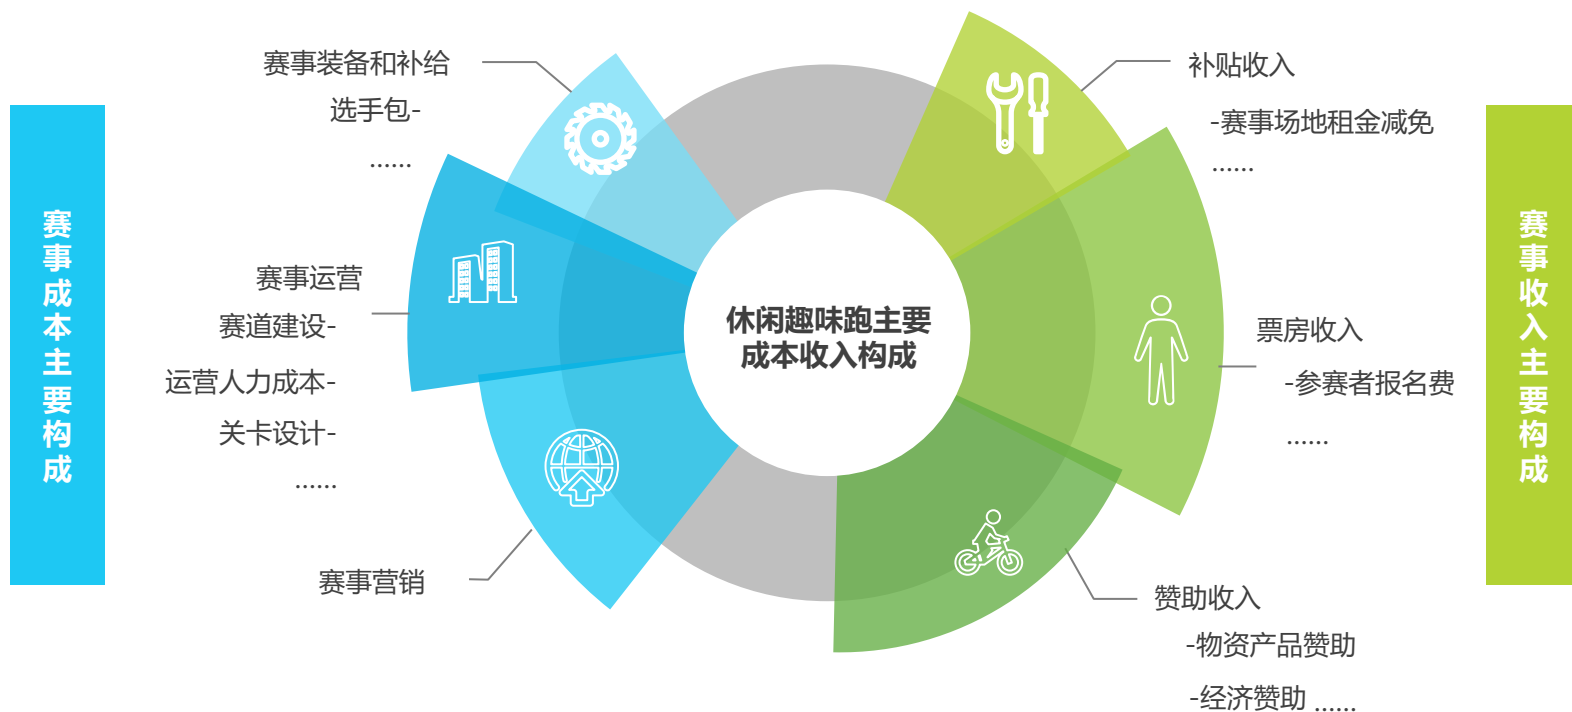 赛事成本主要构成
赛事装备和补给
选手包-
......
赛事运营
赛道建设-
运营人力成本-
关卡设计-
......
赛事营销
休闲趣味跑主要
成本收入构成
补贴收入
-赛事场地租金减免
......
票房收入
-参赛者报名费
......
赞助收入
-物资产品赞助
-经济赞助 ......
赛事收入主要构成